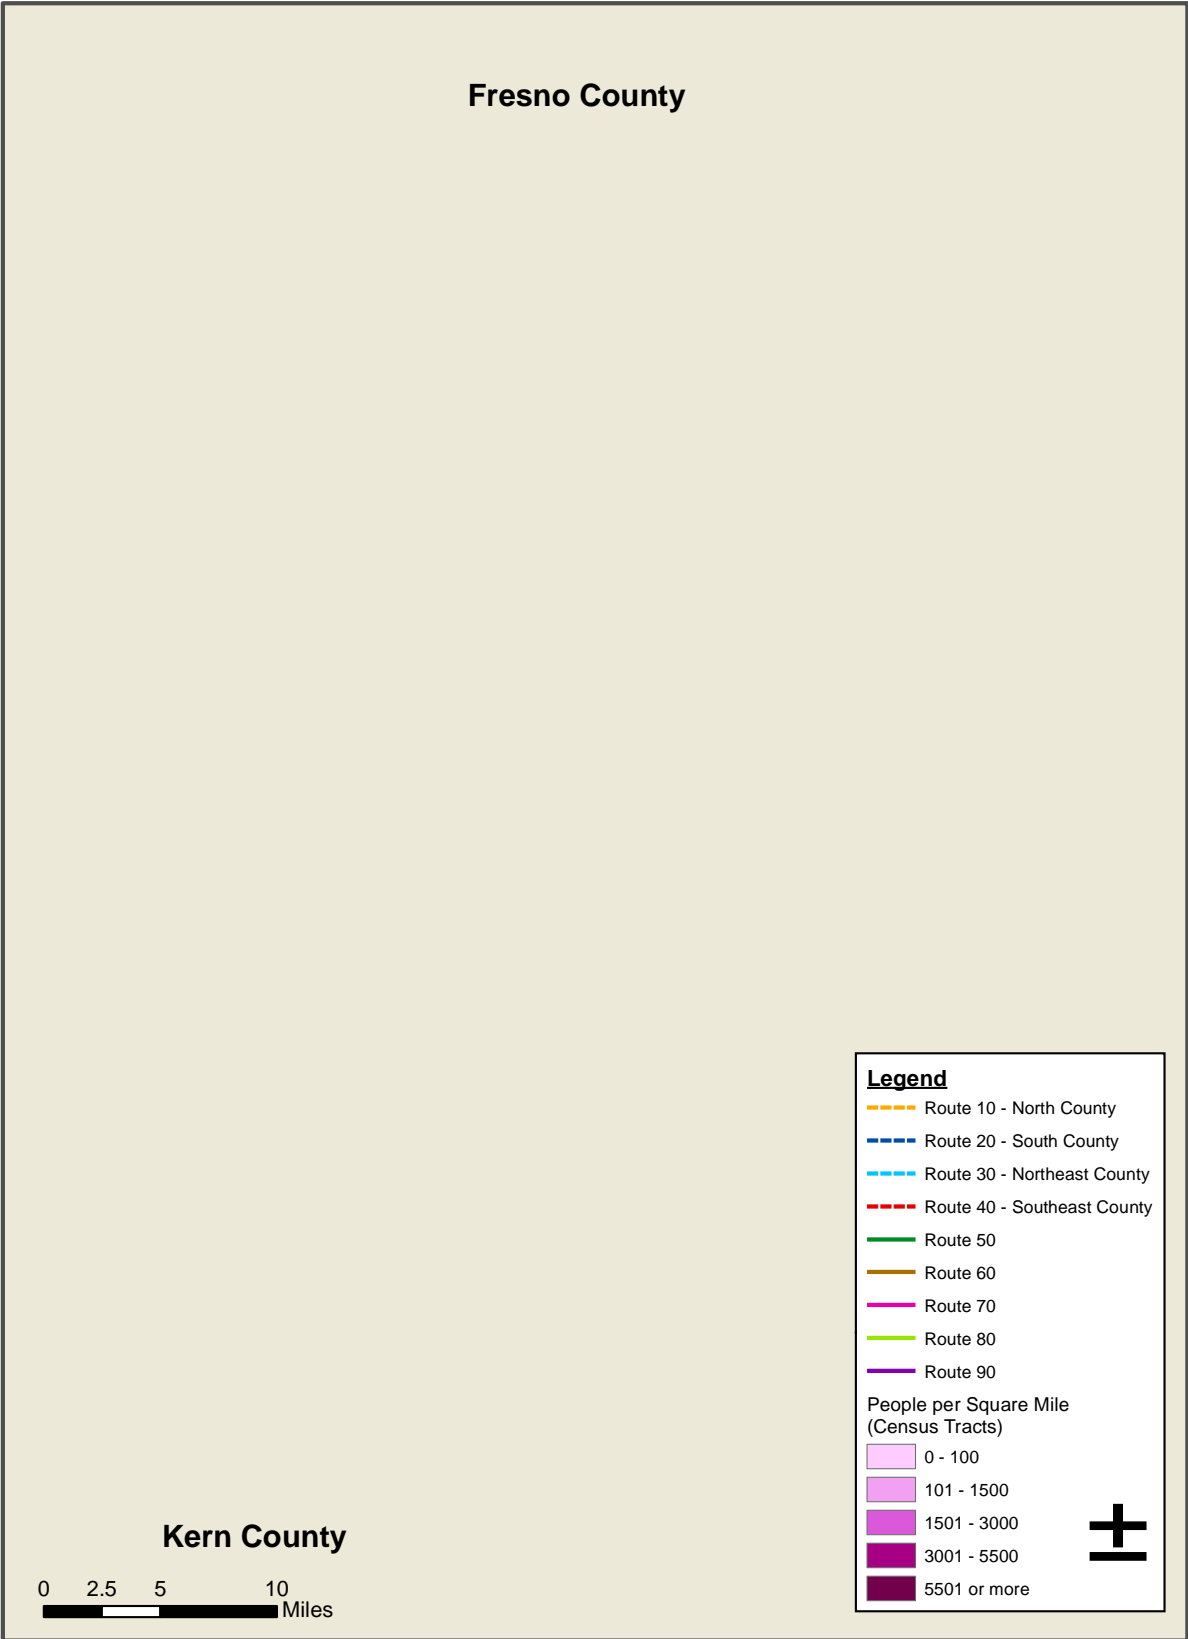 Fresno County
Legend
Route 10 - North County
Route 20 - South County
Route 30 - Northeast County
Route 40 - Southeast County
Route 50
Route 60
Route 70
Route 80
Route 90
People per Square Mile
(Census Tracts)
0 - 100
101 - 1500
1501 - 3000
3001 - 5500
5501 or more
Kern County
0 2.5 5 10
Miles